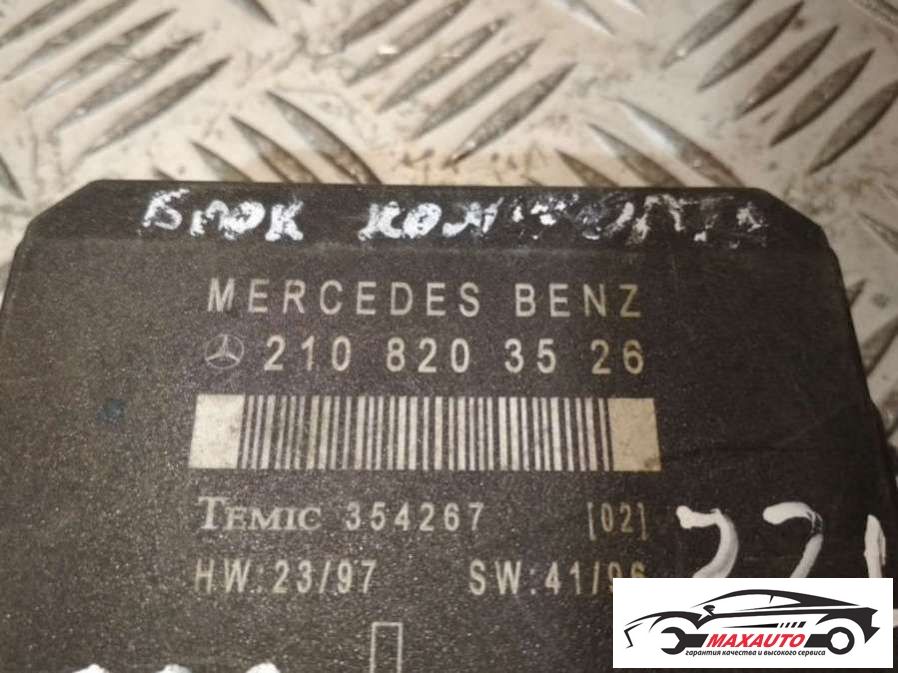 БЛОК КОМФОРТА
MERCEDES BENZ
210 820 35 26
TEMIC 354267 [02]
HW:23/97 SW:41/96
MAXAUTO
гарантия качества и высокого сервиса